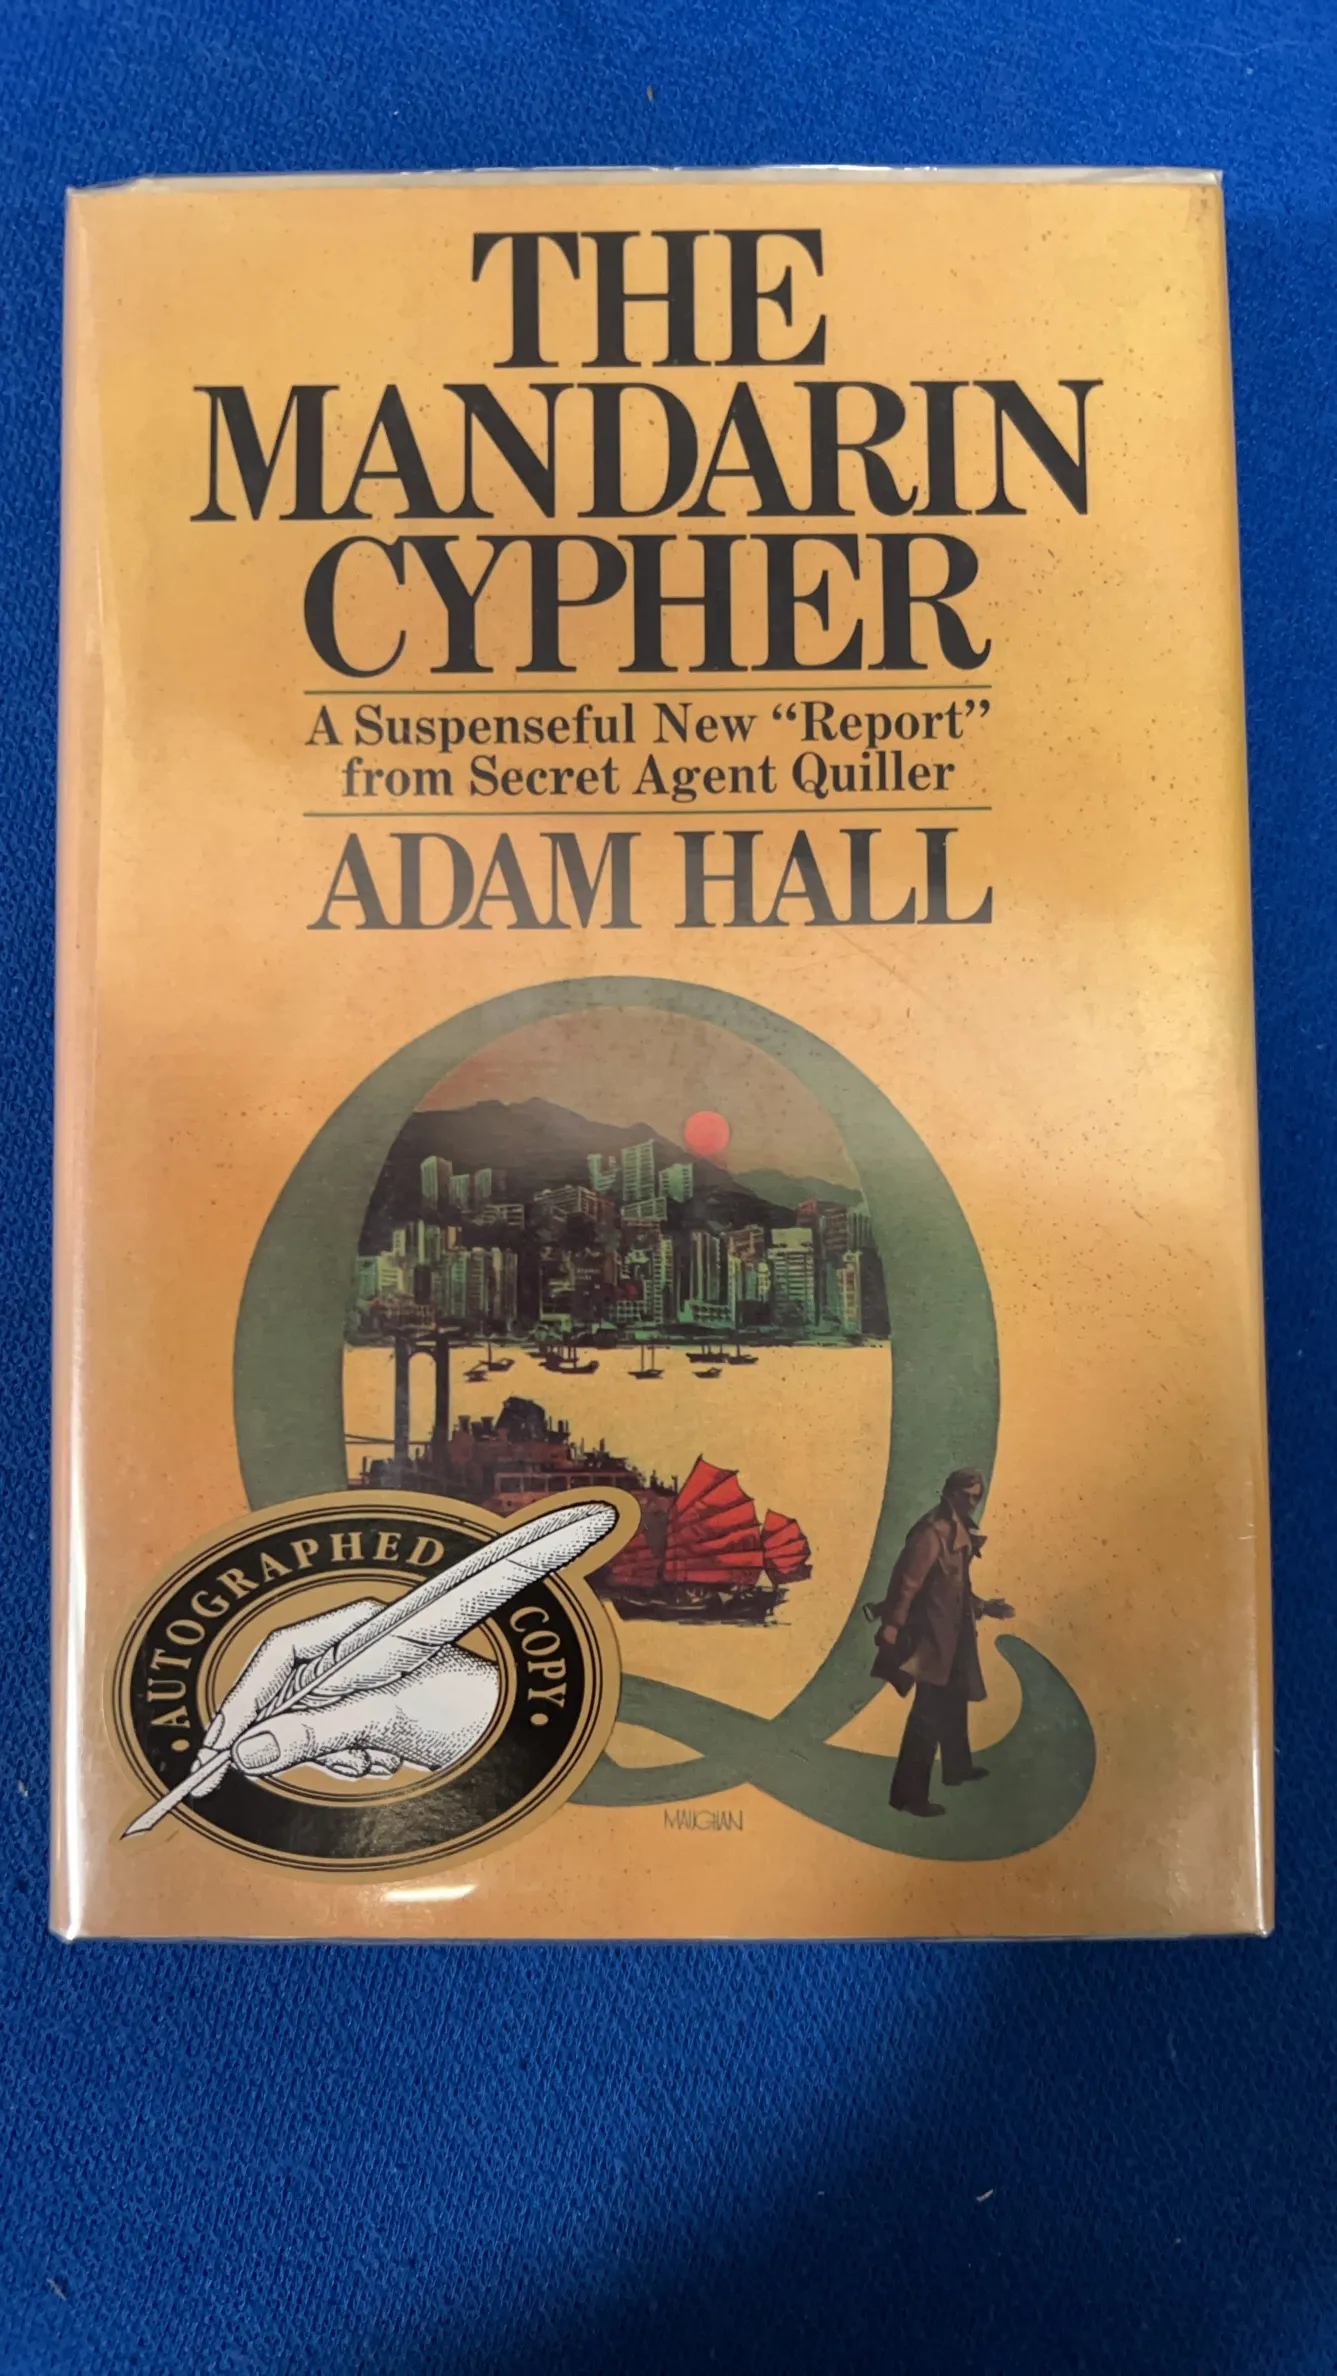 THE
MANDARIN
CYPHER
A Suspenseful New “Report”
from Secret Agent Quiller
ADAM HALL
• AUTOGRAPHED COPY •
MAUGHAN